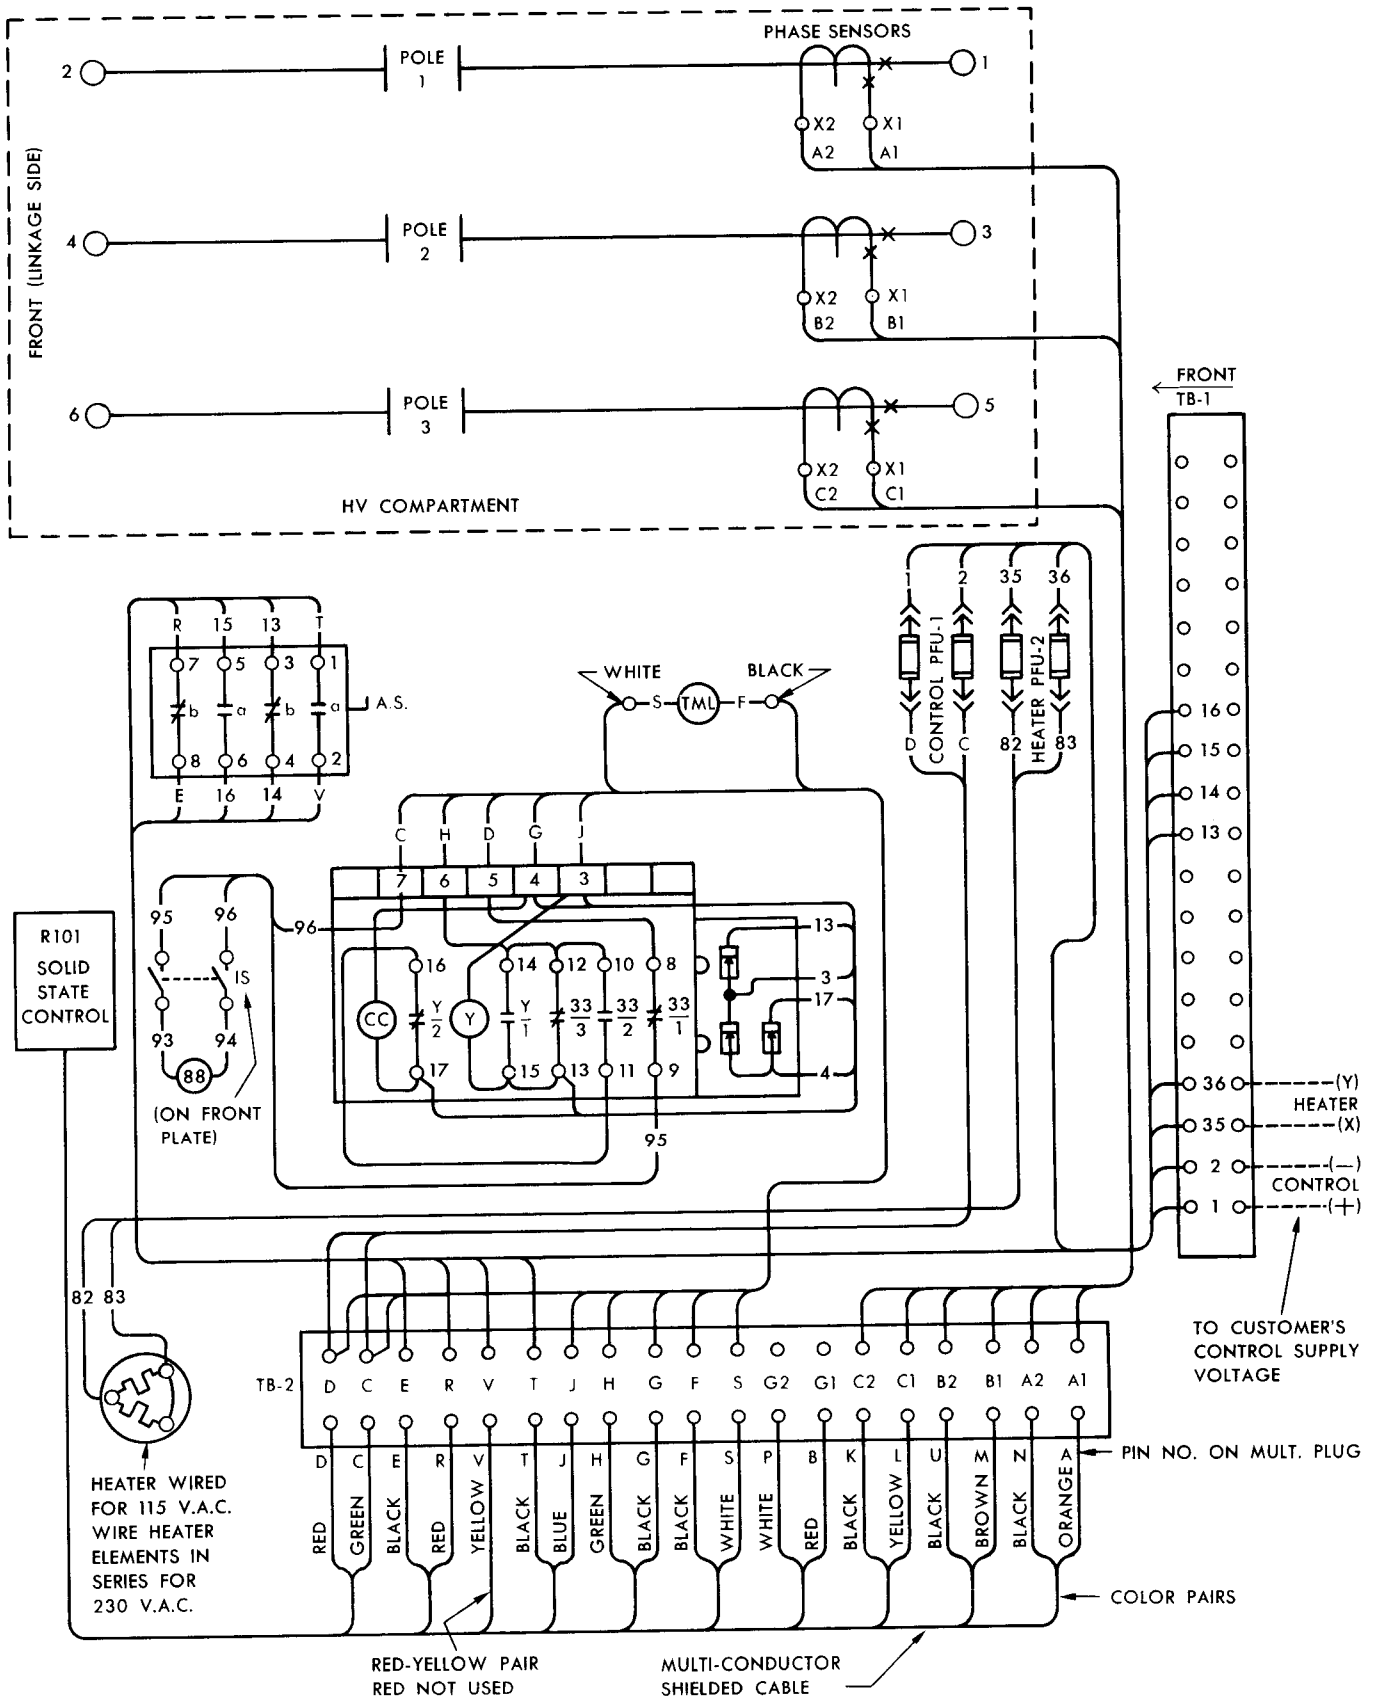 PHASE SENSORS
2 POLE 1 1
X2 X1
A2 A1
FRONT (LINKAGE SIDE)
4 POLE 2 3
X2 X1
B2 B1
6 POLE 3 5
X2 X1
C2 C1
HV COMPARTMENT
FRONT
TB-1
16
15
14
13
36
35
2
1
(Y)
HEATER
(X)
(—)
CONTROL
(+)
TO CUSTOMER'S
CONTROL SUPPLY
VOLTAGE
1 2 35 36
CONTROL PFU-1
HEATER PFU-2
D C 82 83
R 15 13 T
7 5 3 1
b a b a
A.S.
8 6 4 2
E 16 14 V
WHITE BLACK
S TML F
C H D G J
7 6 5 4 3
95 96
96
IS
93 94
88
(ON FRONT
PLATE)
R101
SOLID
STATE
CONTROL
16 14 12 10 8
CC
Y
2
Y
Y
1
33
3
33
2
33
1
17 15 13 11 9
13
3
17
4
95
82 83
HEATER WIRED
FOR 115 V.A.C.
WIRE HEATER
ELEMENTS IN
SERIES FOR
230 V.A.C.
TB-2 D C E R V T J H G F S G2 G1 C2 C1 B2 B1 A2 A1
D C E R V T J H G F S P B K L U M N A
PIN NO. ON MULT. PLUG
RED GREEN BLACK RED YELLOW BLACK BLUE GREEN BLACK BLACK WHITE WHITE RED BLACK YELLOW BLACK BROWN BLACK ORANGE
COLOR PAIRS
RED-YELLOW PAIR
RED NOT USED
MULTI-CONDUCTOR
SHIELDED CABLE